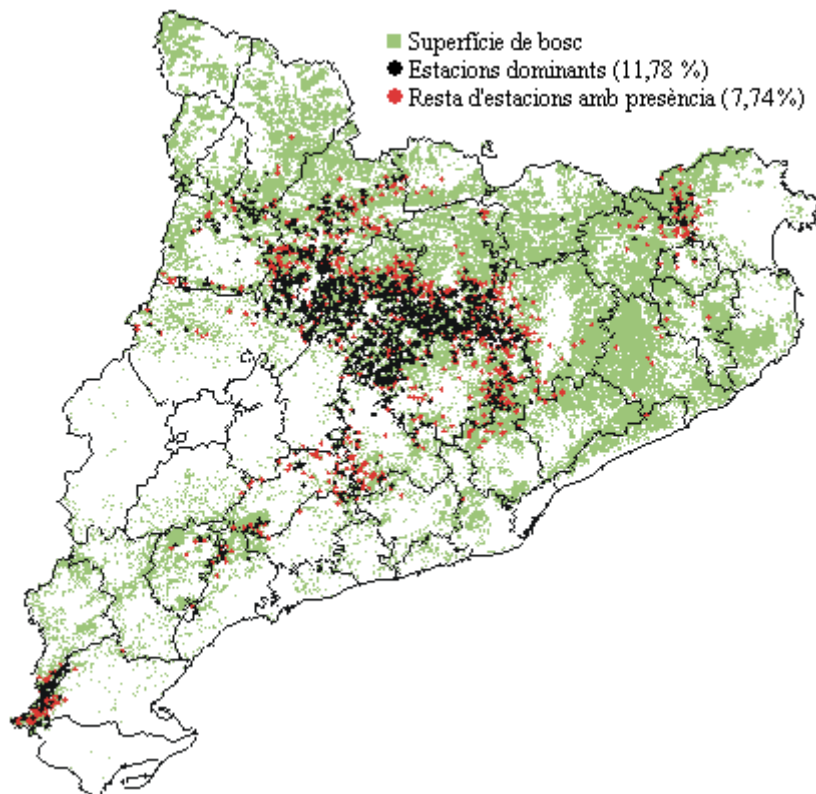 Superfície de bosc
Estacions dominants (11,78 %)
Resta d'estacions amb presència (7,74%)